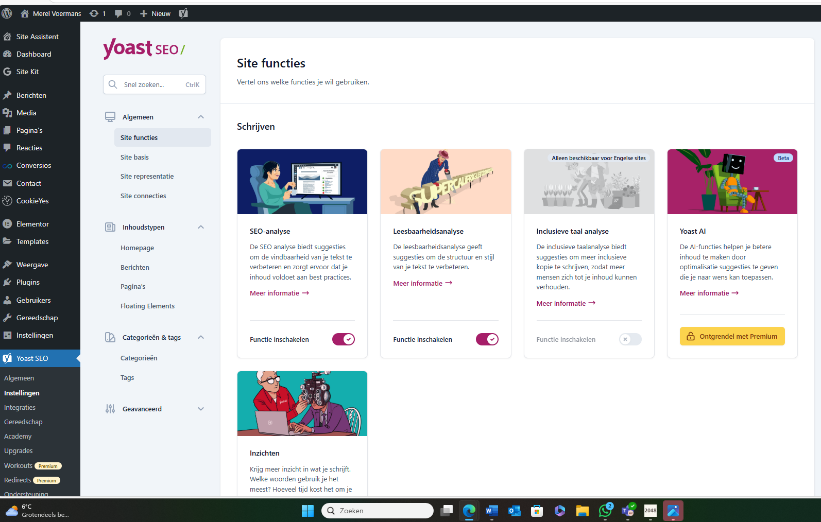 Merel Voermans
1
0
Nieuw
Site Assistent
Dashboard
Site Kit
Berichten
Media
Pagina's
Reacties
Conversios
Contact
CookieYes
Elementor
Templates
Weergave
Plugins
Gebruikers
Gereedschap
Instellingen
Yoast SEO
Algemeen
Instellingen
Integraties
Gereedschap
Academy
Upgrades
Workouts Premium
Redirects Premium
Ondersteuning
yoast SEO/
Snel zoeken... CtrlK
Algemeen
Site functies
Site basis
Site representatie
Site connecties
Inhoudstypen
Homepage
Berichten
Pagina's
Floating Elements
Categorieën & tags
Categorieën
Tags
Geavanceerd
Site functies
Vertel ons welke functies je wil gebruiken.
Schrijven
SEO-analyse
De SEO analyse biedt suggesties
om de vindbaarheid van je tekst te
verbeteren en zorgt ervoor dat je
inhoud voldoet aan best practices.
Meer informatie →
Functie inschakelen
SUPERCALIFR
Leesbaarheidsanalyse
De leesbaarheidsanalyse geeft
suggesties om de structuur en stijl
van je tekst te verbeteren.
Meer informatie →
Functie inschakelen
Alleen beschikbaar voor Engelse sites
Inclusieve taal analyse
De inclusieve taalanalyse biedt
suggesties om meer inclusieve
kopie te schrijven, zodat meer
mensen zich tot je inhoud kunnen
verhouden.
Meer informatie →
Functie inschakelen
Beta
Yoast AI
De AI-functies helpen je betere
inhoud te maken door
optimalisatie suggesties te geven
die je naar wens kan toepassen.
Meer informatie →
Ontgrendel met Premium
Inzichten
Krijg meer inzicht in wat je schrijft.
Welke woorden gebruik je het
meest? Hoeveel tijd kost het om je
6°C
Grotendeels be...
Zoeken
2048